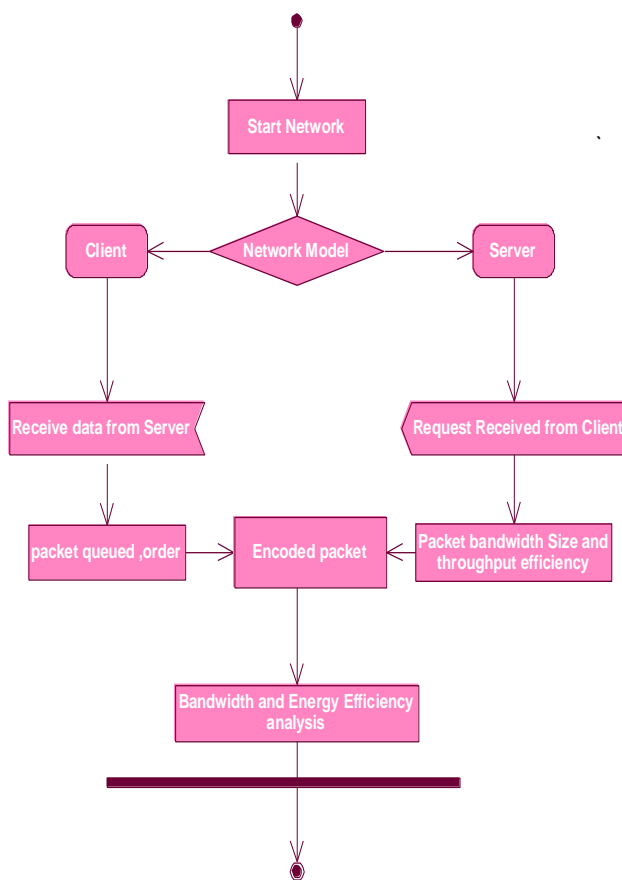 Start Network
Client
Network Model
Server
Receive data from Server
Request Received from Client
packet queued ,order
Encoded packet
Packet bandwidth Size and
throughput efficiency
Bandwidth and Energy Efficiency
analysis